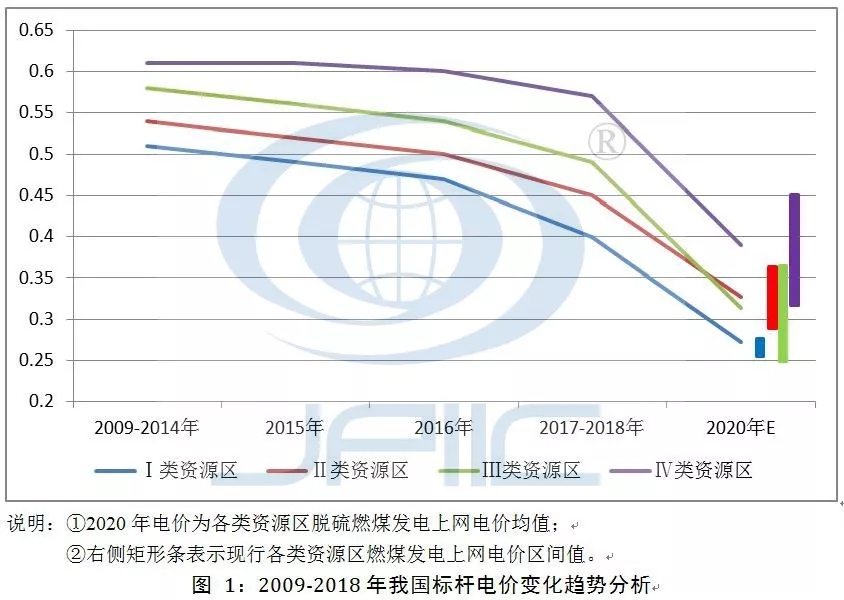 0.65
0.6
0.55
0.5
0.45
0.4
0.35
0.3
0.25
0.2
®
JAIIC
2009-2014年 2015年 2016年 2017-2018年 2020年E
Ⅰ类资源区 Ⅱ类资源区 Ⅲ类资源区 Ⅳ类资源区
说明：①2020 年电价为各类资源区脱硫燃煤发电上网电价均值；
②右侧矩形条表示现行各类资源区燃煤发电上网电价区间值。
图 1：2009-2018 年我国标杆电价变化趋势分析